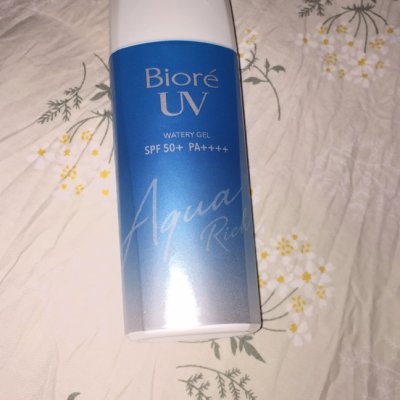 Bioré
UV
WATERY GEL
SPF 50+ PA++++
Aqua
Rich